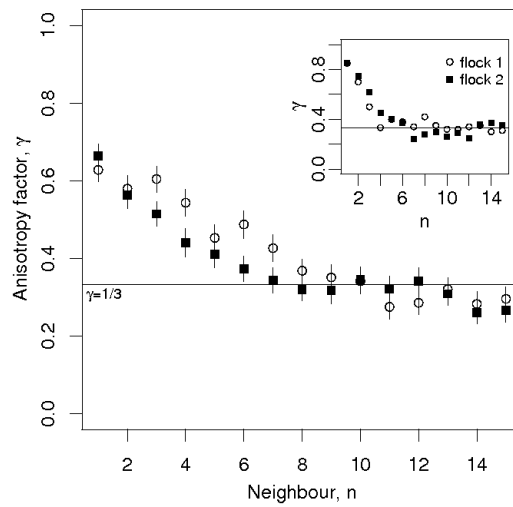 1.0
0.8
0.6
0.4
0.2
0.0
Anisotropy factor, γ
γ=1/3
2 4 6 8 10 12 14
Neighbour, n
0.8
0.4
0.0
γ
flock 1
flock 2
2 6 10 14
n